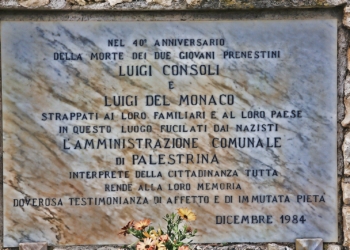 NEL 40° ANNIVERSARIO
DELLA MORTE DEI DUE GIOVANI PRENESTINI
LUIGI CONSOLI
E
LUIGI DEL MONACO
STRAPPATI AI LORO FAMILIARI E AL LORO PAESE
IN QUESTO LUOGO FUCILATI DAI NAZISTI
L'AMMINISTRAZIONE COMUNALE
DI PALESTRINA
INTERPRETE DELLA CITTADINANZA TUTTA
RENDE ALLA LORO MEMORIA
DOVEROSA TESTIMONIANZA DI AFFETTO E DI IMMUTATA PIETÀ
DICEMBRE 1984